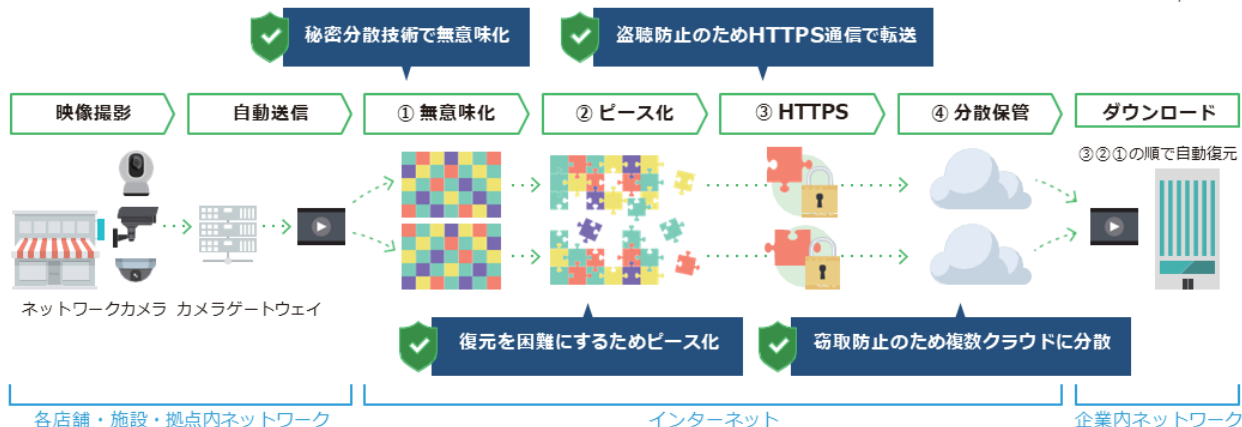 秘密分散技術で無意味化
盗聴防止のためHTTPS通信で転送
映像撮影
自動送信
① 無意味化
② ピース化
③ HTTPS
④ 分散保管
ダウンロード
③②①の順で自動復元
ネットワークカメラ
カメラゲートウェイ
復元を困難にするためピース化
窃取防止のため複数クラウドに分散
各店舗・施設・拠点内ネットワーク
インターネット
企業内ネットワーク